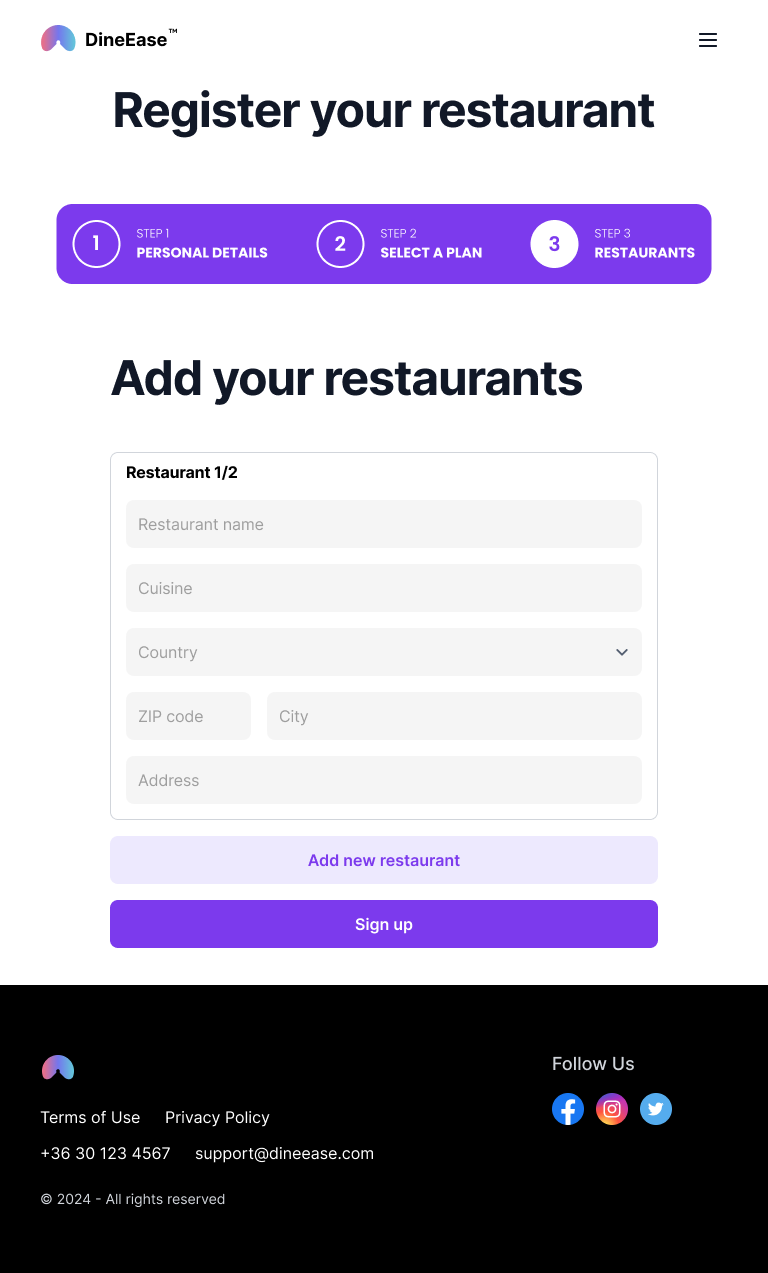 DineEase™
Register your restaurant
1
STEP 1
PERSONAL DETAILS
2
STEP 2
SELECT A PLAN
3
STEP 3
RESTAURANTS
Add your restaurants
Restaurant 1/2
Restaurant name
Cuisine
Country
ZIP code
City
Address
Add new restaurant
Sign up
Follow Us
Terms of Use Privacy Policy
+36 30 123 4567 support@dineease.com
© 2024 - All rights reserved